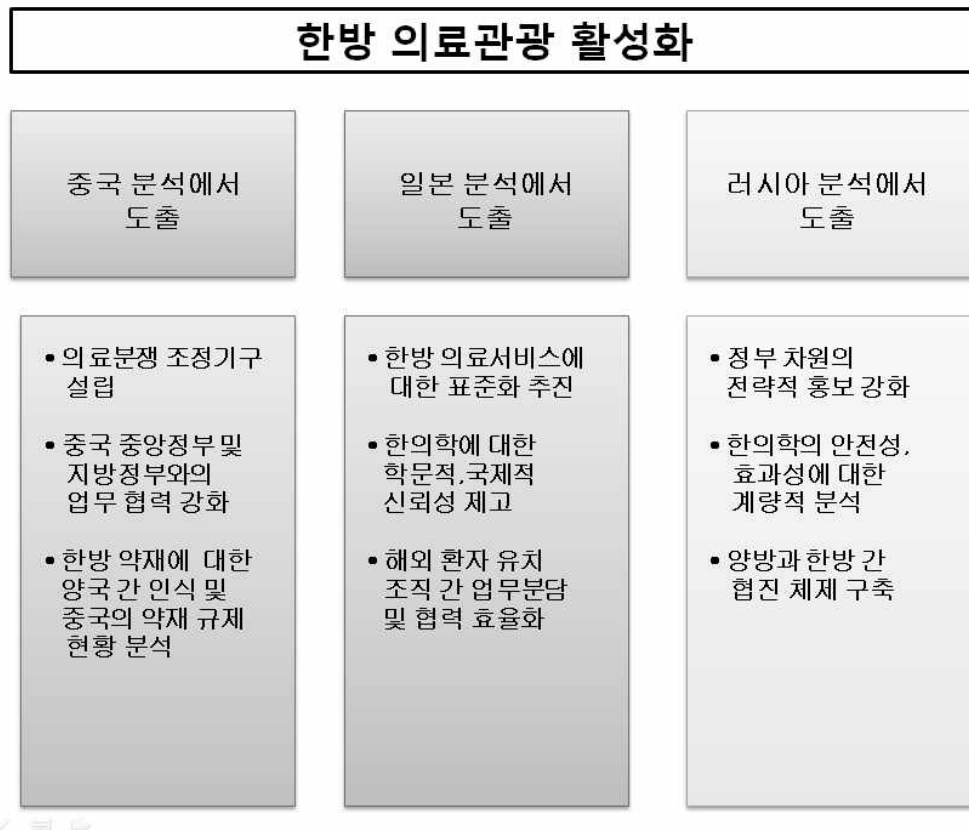 한방 의료관광 활성화
중국 분석에서
도출
일본 분석에서
도출
러시아 분석에서
도출
• 의료분쟁 조정기구
설립
• 중국 중앙정부 및
지방정부와의
업무 협력 강화
• 한방 약재에 대한
양국 간 인식 및
중국의 약재 규제
현황 분석
• 한방 의료서비스에
대한 표준화 추진
• 한의학에 대한
학문적,국제적
신뢰성 제고
• 해외 환자 유치
조직 간 업무분담
및 협력 효율화
• 정부 차원의
전략적 홍보 강화
• 한의학의 안전성,
효과성에 대한
계량적 분석
• 양방과 한방 간
협진 체제 구축